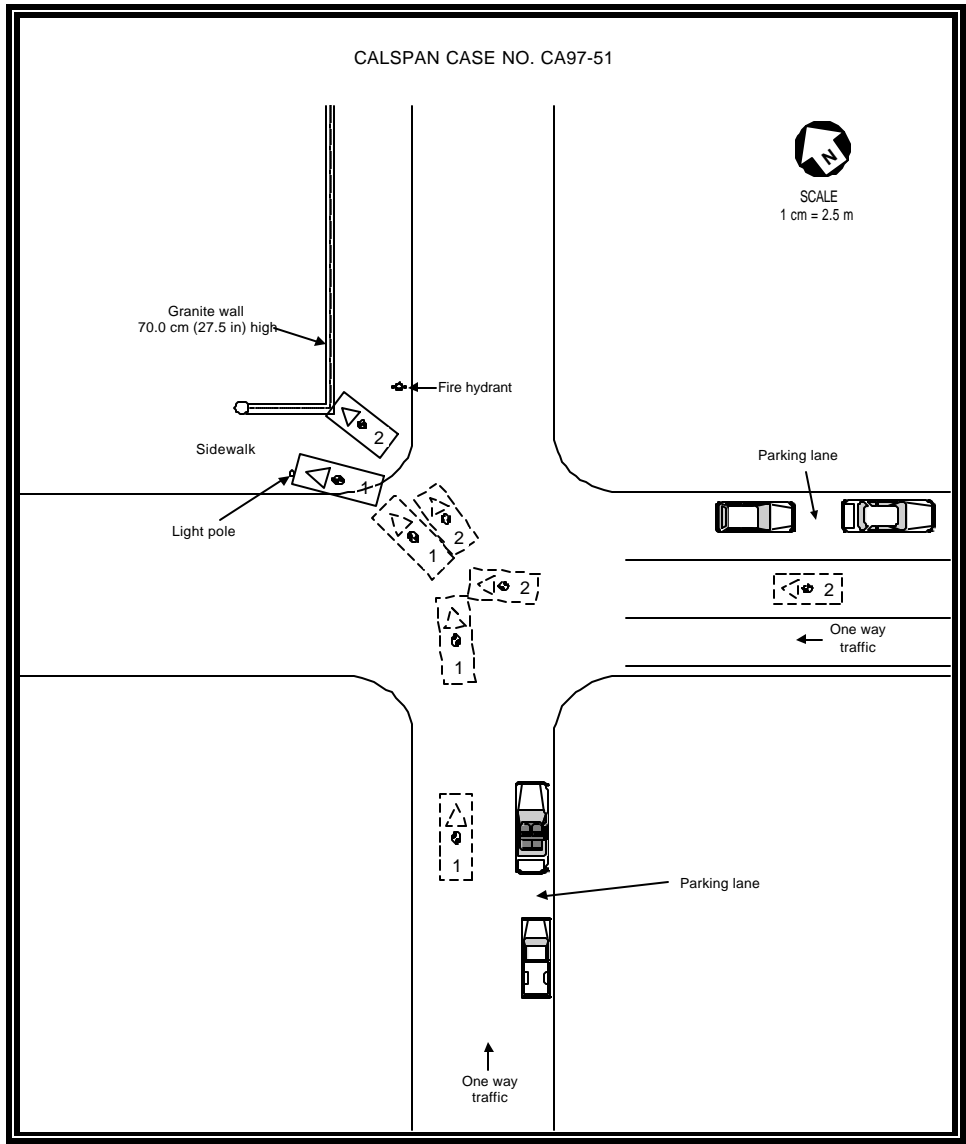 CALSPAN CASE NO. CA97-51
N
SCALE
1 cm = 2.5 m
Granite wall
70.0 cm (27.5 in) high
Fire hydrant
2
Sidewalk
1
Light pole
Parking lane
2
1
2
2
One way
traffic
1
1
Parking lane
One way
traffic